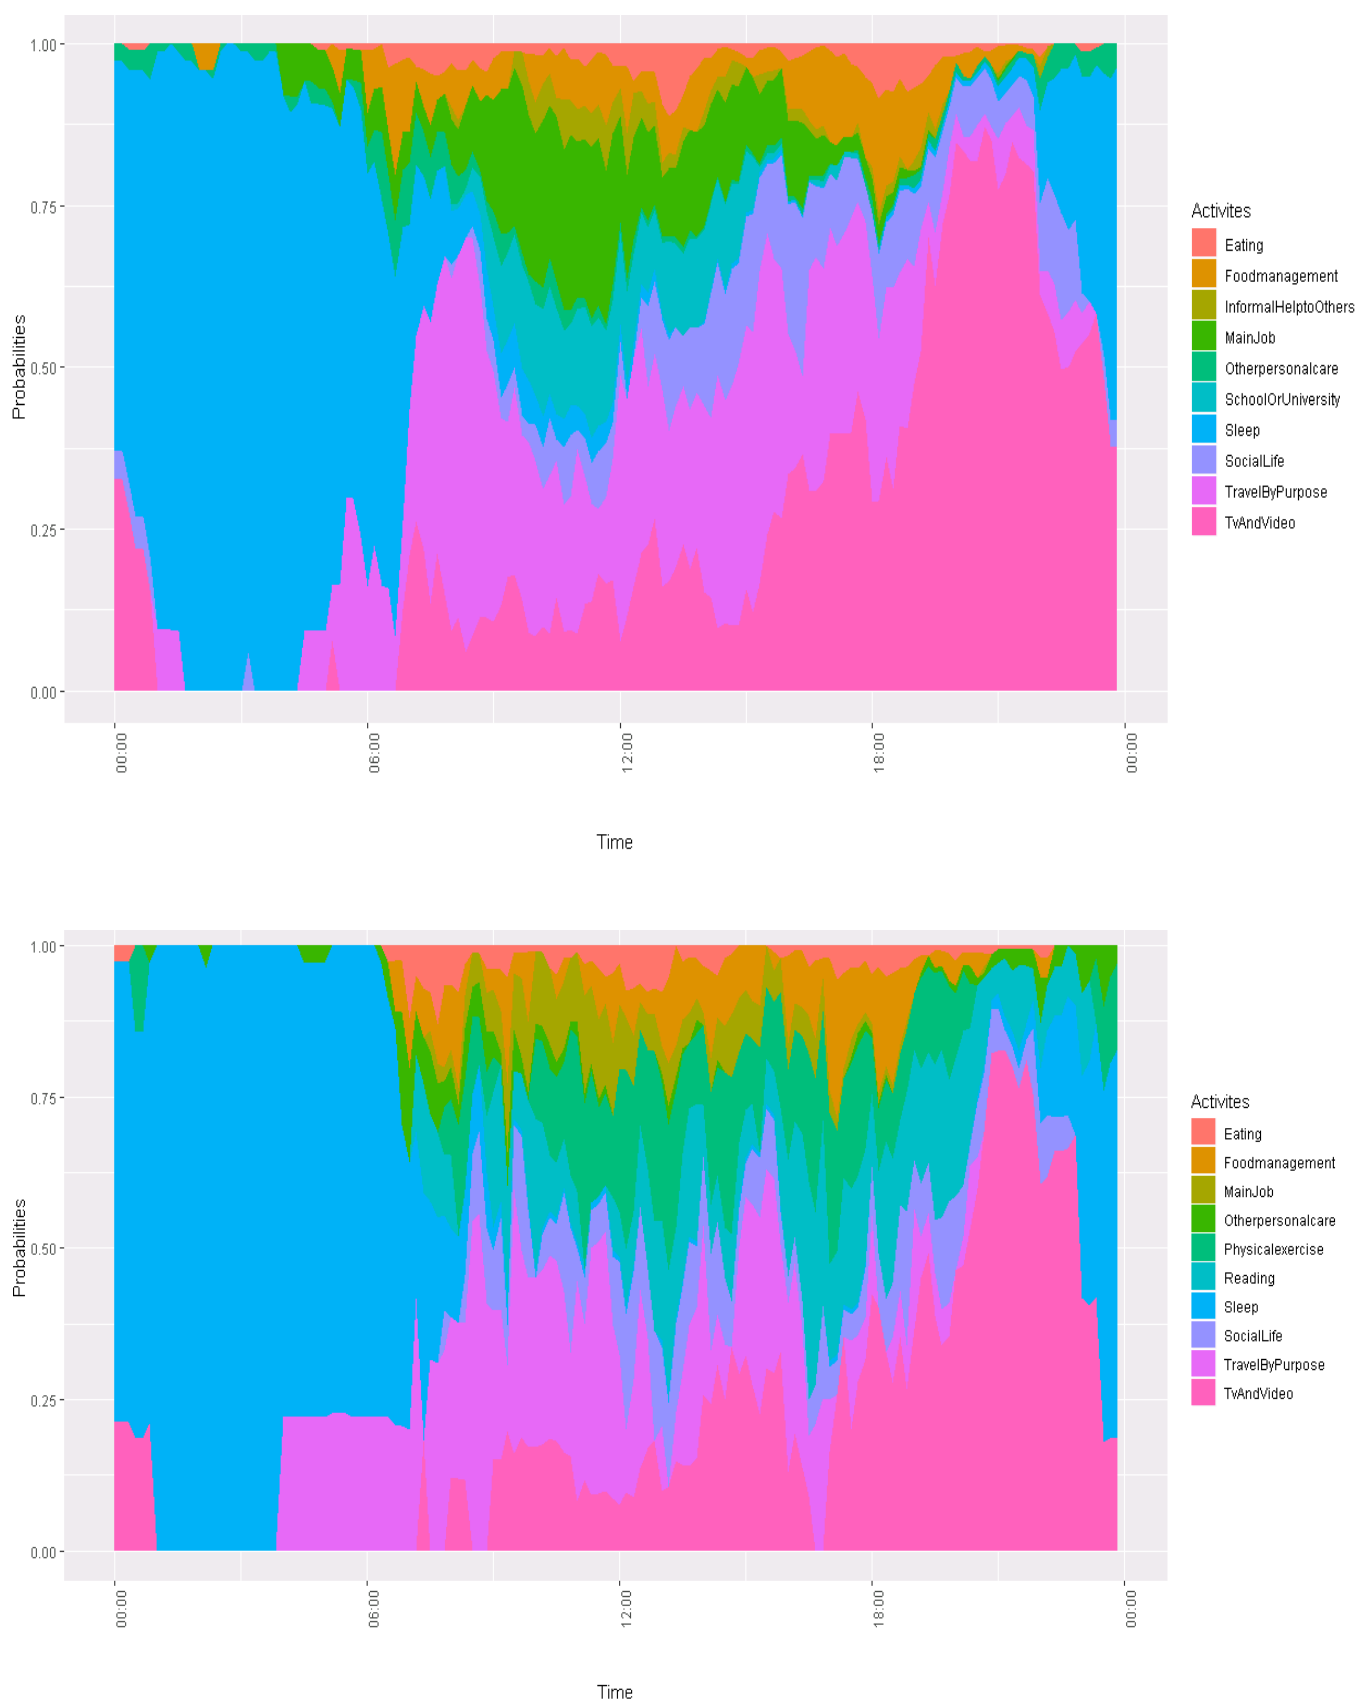 1.00
0.75
0.50
0.25
0.00
Probabilities
00:00
06:00
12:00
18:00
00:00
Time
Activites
Eating
Foodmanagement
InformalHelptoOthers
MainJob
Otherpersonalcare
SchoolOrUniversity
Sleep
SocialLife
TravelByPurpose
TvAndVideo
1.00
0.75
0.50
0.25
0.00
Probabilities
00:00
06:00
12:00
18:00
00:00
Time
Activites
Eating
Foodmanagement
MainJob
Otherpersonalcare
Physicalexercise
Reading
Sleep
SocialLife
TravelByPurpose
TvAndVideo